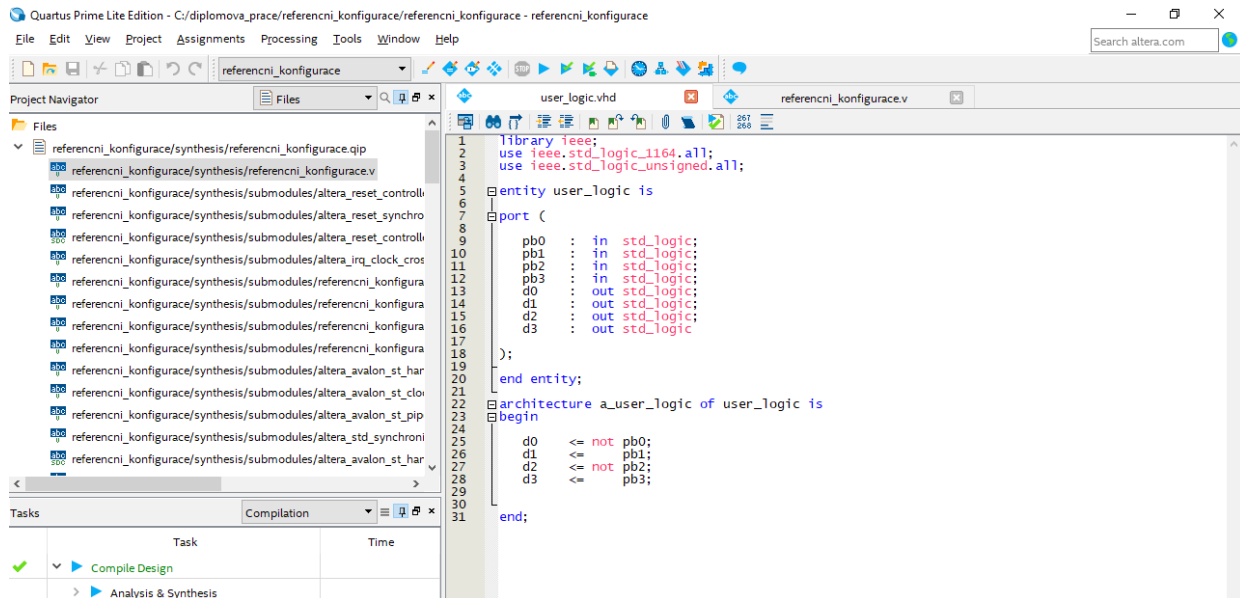 Quartus Prime Lite Edition - C:/diplomova_prace/referencni_konfigurace/referencni_konfigurace - referencni_konfigurace
File Edit View Project Assignments Processing Tools Window Help
Search altera.com
referencni_konfigurace
Project Navigator
Files
user_logic.vhd
referencni_konfigurace.v
Files
referencni_konfigurace/synthesis/referencni_konfigurace.qip
referencni_konfigurace/synthesis/referencni_konfigurace.v
referencni_konfigurace/synthesis/submodules/altera_reset_controll
referencni_konfigurace/synthesis/submodules/altera_reset_synchro
referencni_konfigurace/synthesis/submodules/altera_reset_controll
referencni_konfigurace/synthesis/submodules/altera_irq_clock_cros
referencni_konfigurace/synthesis/submodules/referencni_konfigura
referencni_konfigurace/synthesis/submodules/referencni_konfigura
referencni_konfigurace/synthesis/submodules/referencni_konfigura
referencni_konfigurace/synthesis/submodules/referencni_konfigura
referencni_konfigurace/synthesis/submodules/altera_avalon_st_han
referencni_konfigurace/synthesis/submodules/altera_avalon_st_cloc
referencni_konfigurace/synthesis/submodules/altera_avalon_st_pip
referencni_konfigurace/synthesis/submodules/altera_std_synchroni
referencni_konfigurace/synthesis/submodules/altera_avalon_st_han
Tasks
Compilation
Task Time
Compile Design
Analysis & Synthesis
267
268
1 library ieee;
2 use ieee.std_logic_1164.all;
3 use ieee.std_logic_unsigned.all;
4
5 entity user_logic is
6
7 port (
8
9 pb0 : in std_logic;
10 pb1 : in std_logic;
11 pb2 : in std_logic;
12 pb3 : in std_logic;
13 d0 : out std_logic;
14 d1 : out std_logic;
15 d2 : out std_logic;
16 d3 : out std_logic
17
18 );
19
20 end entity;
21
22 architecture a_user_logic of user_logic is
23 begin
24
25 d0 <= not pb0;
26 d1 <= pb1;
27 d2 <= not pb2;
28 d3 <= pb3;
29
30
31 end;